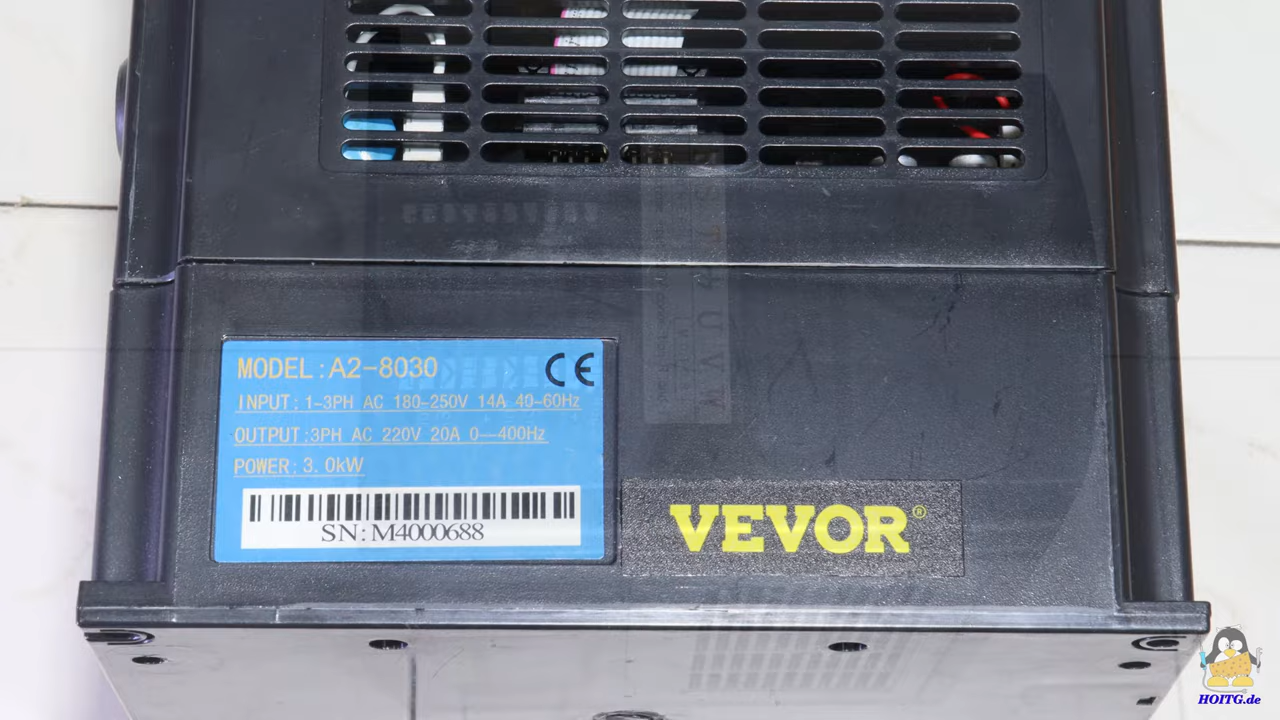 MODEL:A2-8030 CE
INPUT: 1-3PH AC 180-250V 14A 40-60Hz
OUTPUT:3PH AC 220V 20A 0—400Hz
POWER: 3.0kW
SN:M4000688
VEVOR®
HOITG.de